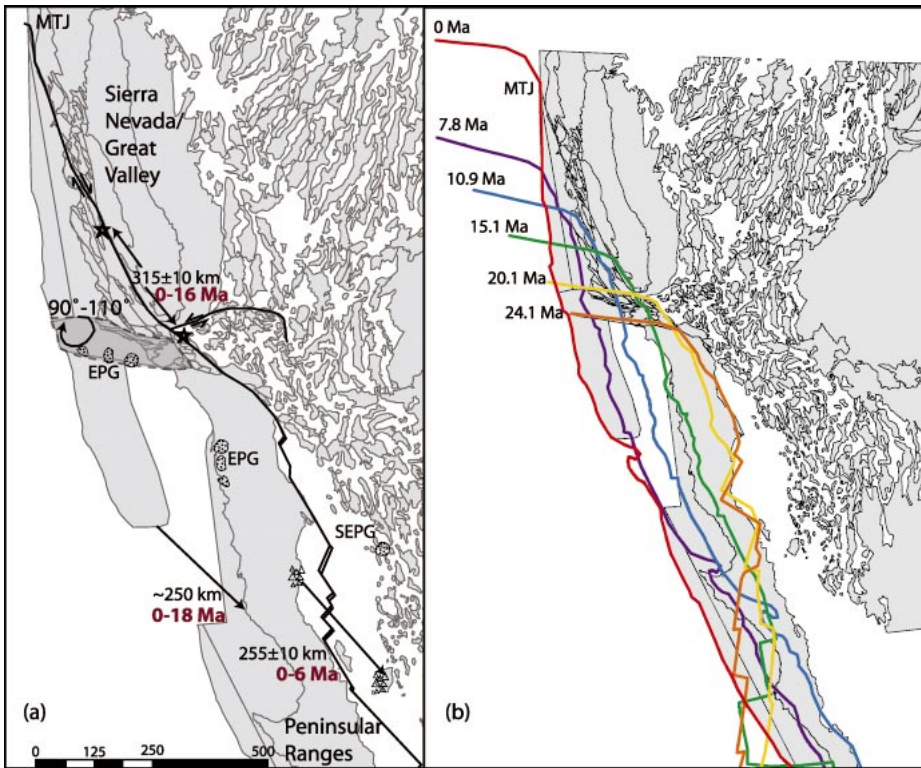 MTJ
Sierra
Nevada/
Great
Valley
315±10 km
0-16 Ma
90°-110°
EPG
EPG
SEPG
~250 km
0-18 Ma
255±10 km
0-6 Ma
(a)
Peninsular
Ranges
0 125 250 500
0 Ma
MTJ
7.8 Ma
10.9 Ma
15.1 Ma
20.1 Ma
24.1 Ma
(b)